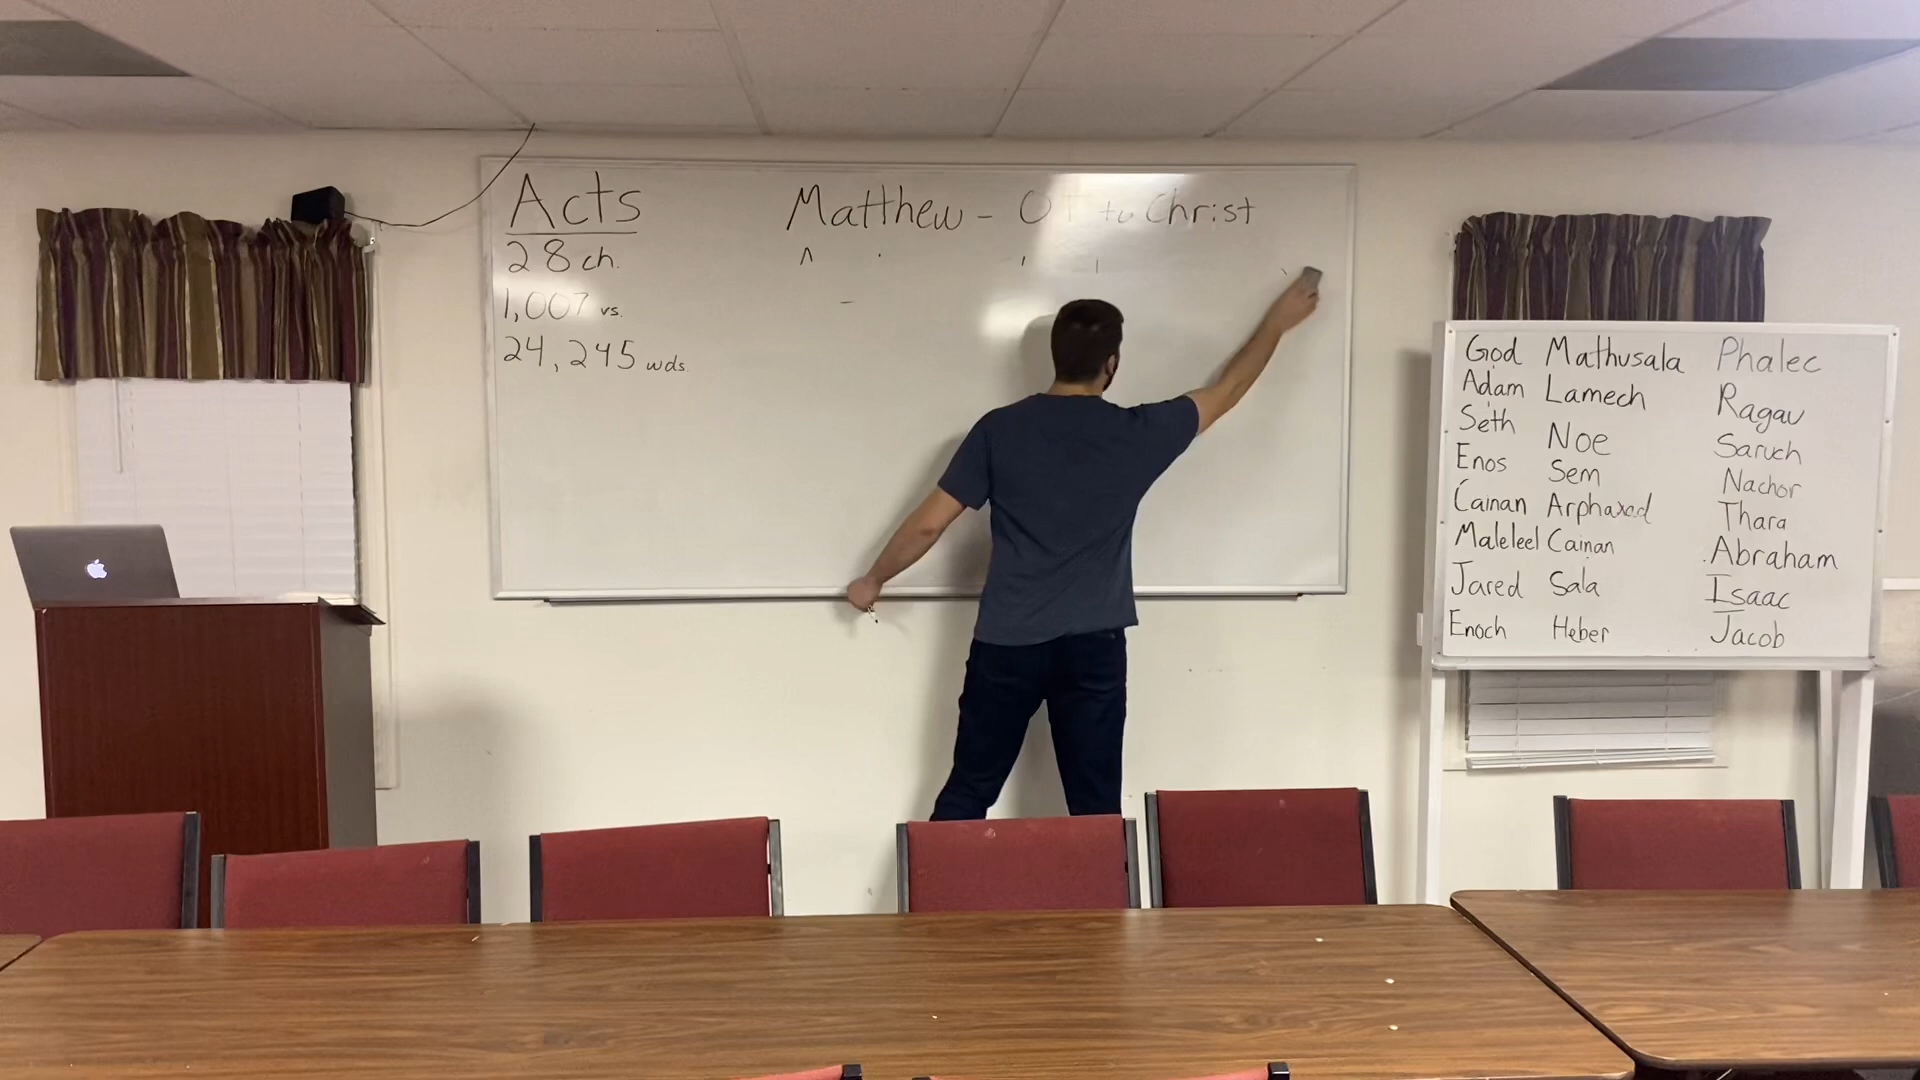 Acts
28 ch.
1,007 vs.
24,245 wds.
Matthew - OT to Christ
God
Adam
Seth
Enos
Cainan
Maleleel
Jared
Enoch
Mathusala
Lamech
Noe
Sem
Arphaxad
Cainan
Sala
Heber
Phalec
Ragau
Saruch
Nachor
Thara
Abraham
Isaac
Jacob